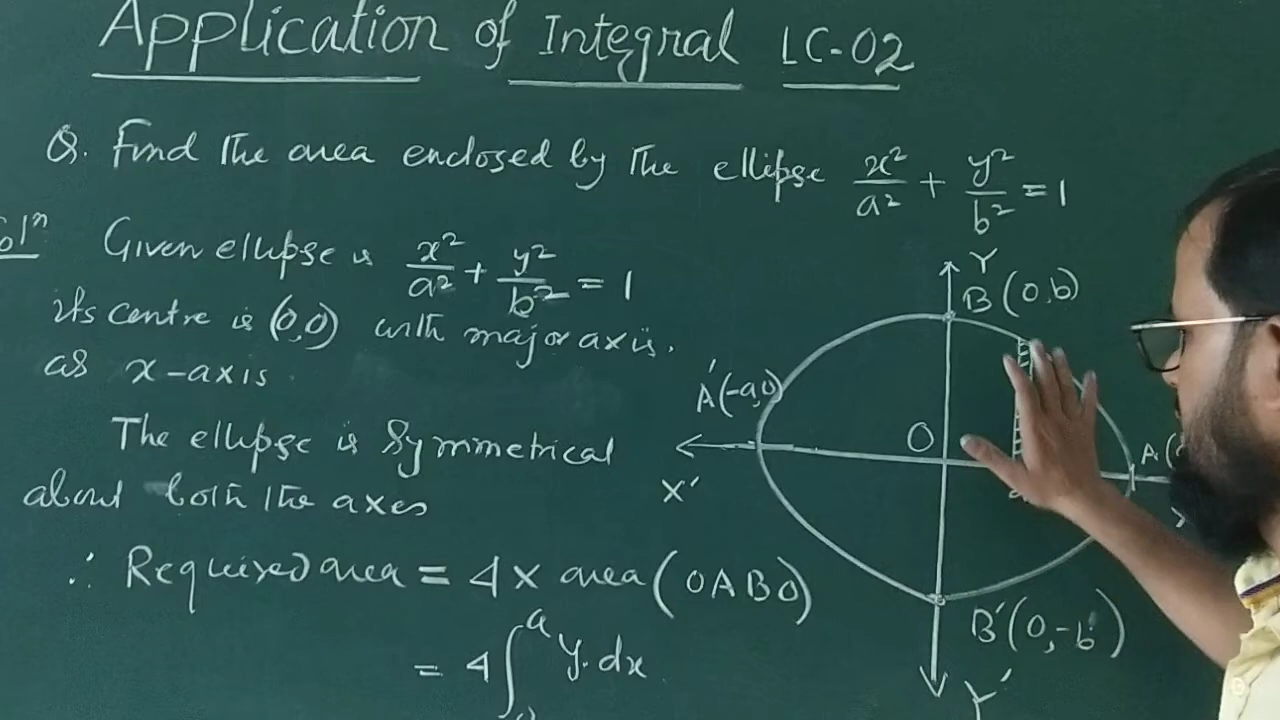 Application of Integral LC-02
Q. Find the area enclosed by the ellipse x²/a² + y²/b² = 1
Solⁿ Given ellipse is x²/a² + y²/b² = 1
its centre is (0,0) with major axis.
as x-axis.
The ellipse is symmetrical
about both the axes
∴ Required area = 4 × area (OABO)
= 4∫₀ᵃ y.dx
Y
B(0,b)
A'(-a,0)
O
A(
X'
B'(0,-b)
Y'